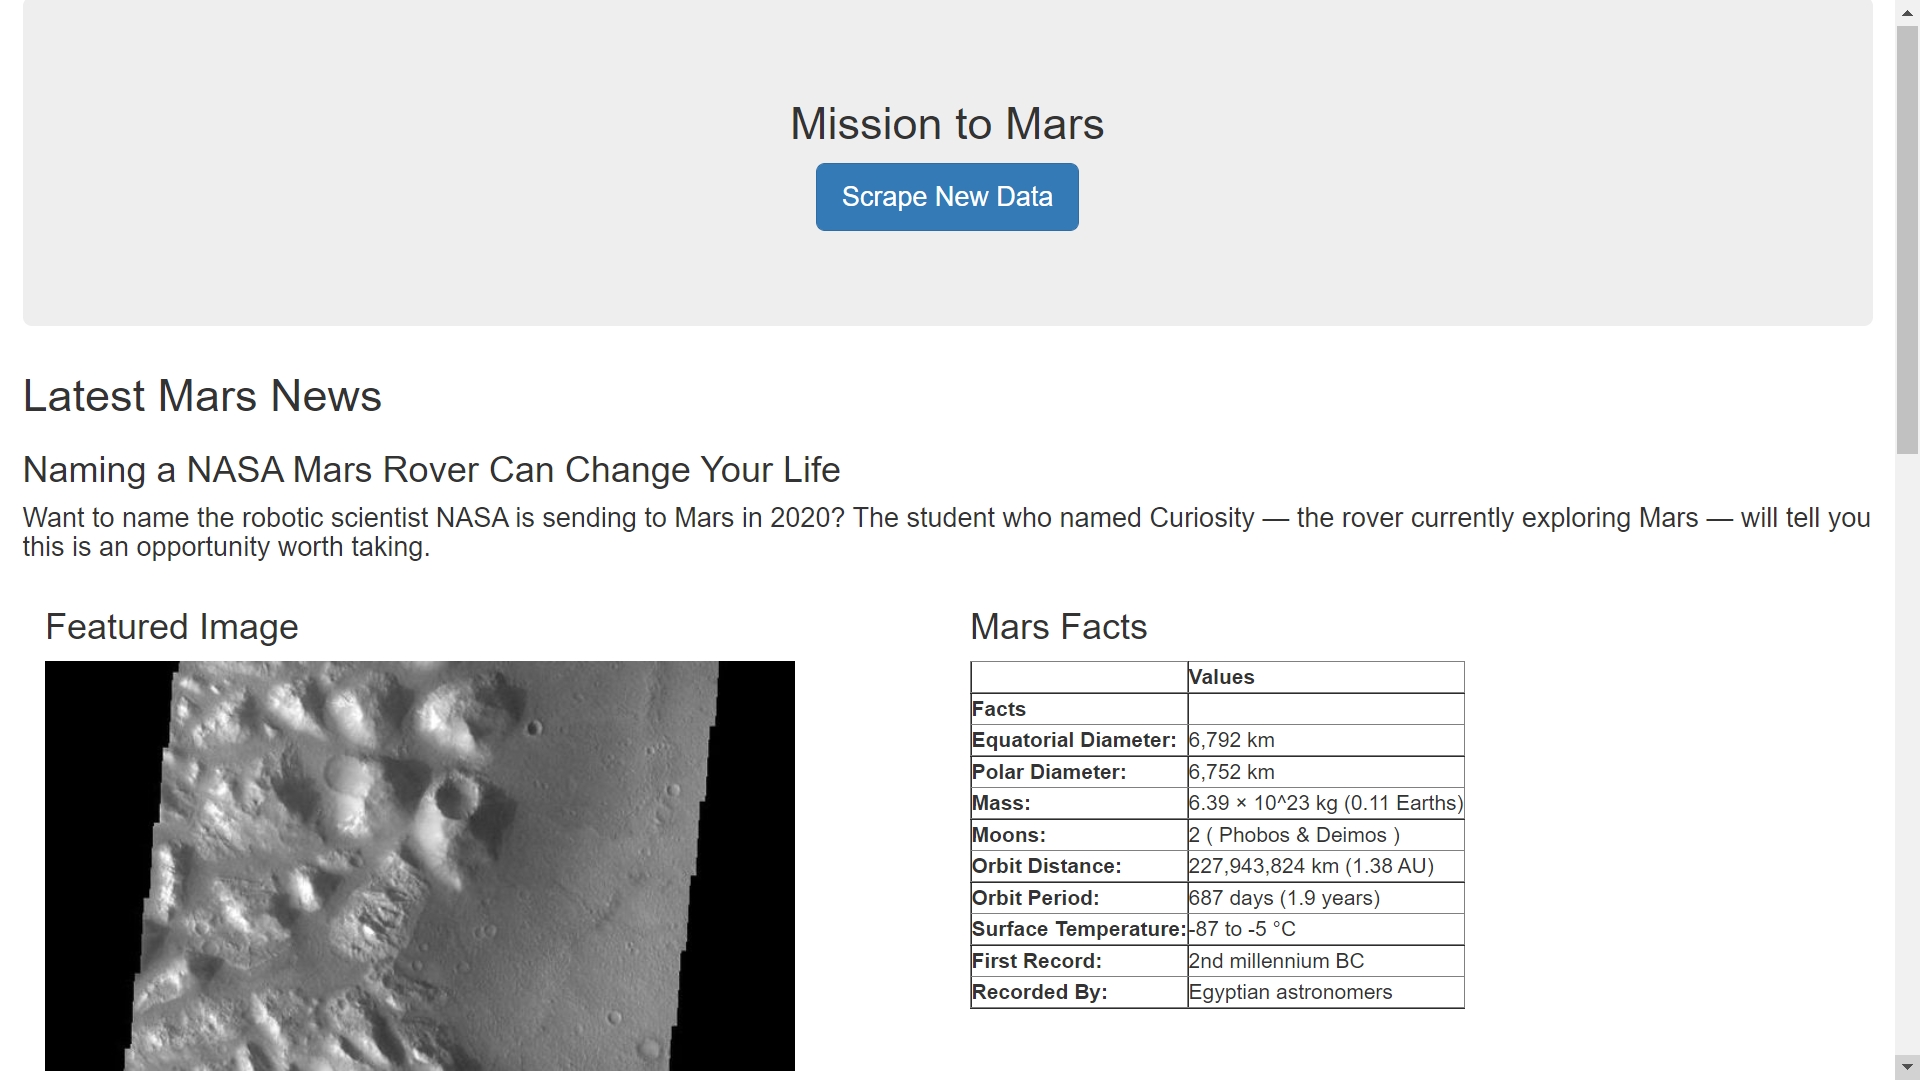 Mission to Mars
Scrape New Data
Latest Mars News
Naming a NASA Mars Rover Can Change Your Life
Want to name the robotic scientist NASA is sending to Mars in 2020? The student who named Curiosity — the rover currently exploring Mars — will tell you
this is an opportunity worth taking.
Featured Image
Mars Facts
Values
Facts
Equatorial Diameter: 6,792 km
Polar Diameter: 6,752 km
Mass: 6.39 × 10^23 kg (0.11 Earths)
Moons: 2 ( Phobos & Deimos )
Orbit Distance: 227,943,824 km (1.38 AU)
Orbit Period: 687 days (1.9 years)
Surface Temperature: -87 to -5 °C
First Record: 2nd millennium BC
Recorded By: Egyptian astronomers